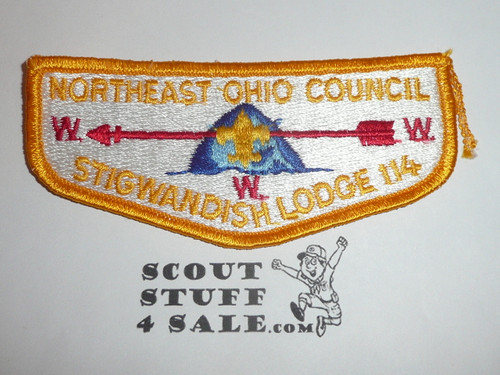 NORTHEAST OHIO COUNCIL
W. W.
W.
STIGWANDISH LODGE 114
SCOUT
STUFF
4 SALE.COM